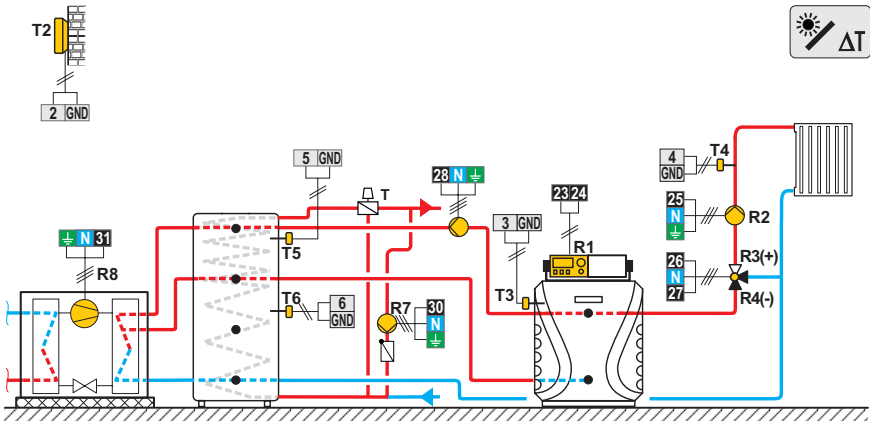 T2
ΔT
2 GND
5 GND
4
GND
T4
T
28 N
23 24
3 GND
25
N
R2
R1
N 31
T5
R3(+)
26
N
27
R8
T6
6
GND
R7
30
N
T3
R4(-)